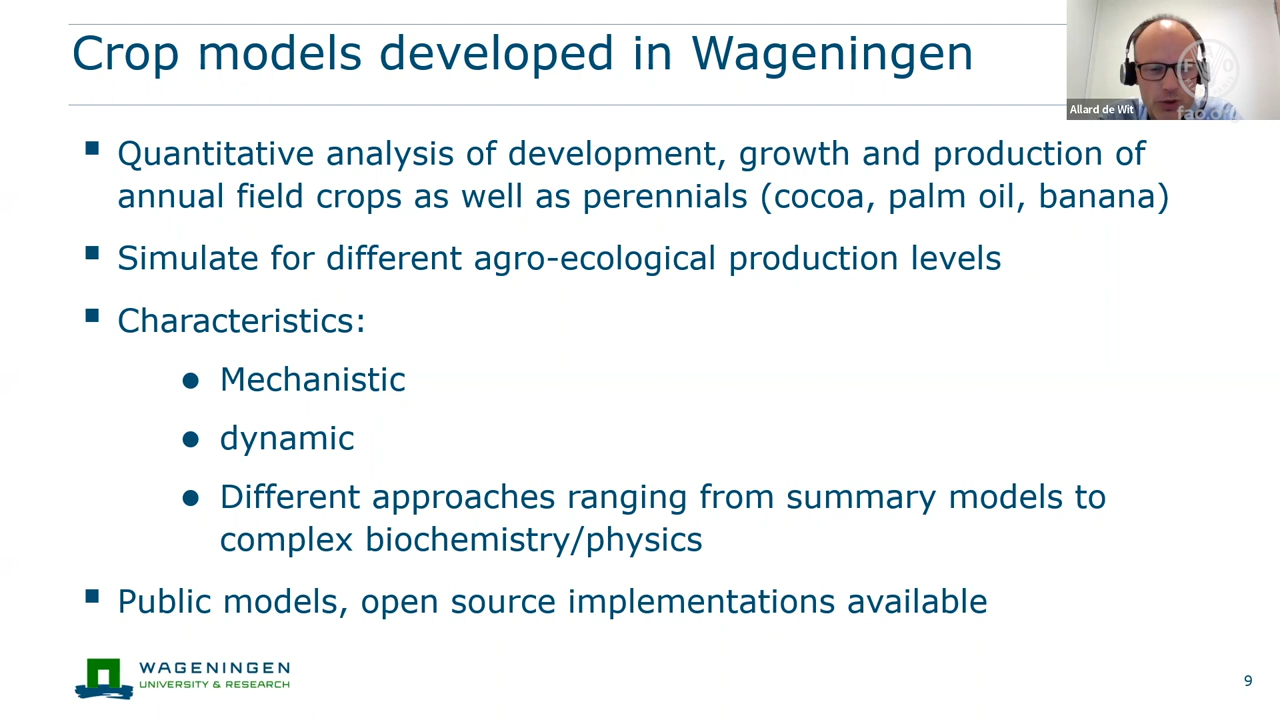 Crop models developed in Wageningen
Allard de Wit
FAO
fao.org
▪ Quantitative analysis of development, growth and production of
annual field crops as well as perennials (cocoa, palm oil, banana)
▪ Simulate for different agro-ecological production levels
▪ Characteristics:
● Mechanistic
● dynamic
● Different approaches ranging from summary models to
complex biochemistry/physics
▪ Public models, open source implementations available
WAGENINGEN
UNIVERSITY & RESEARCH
9